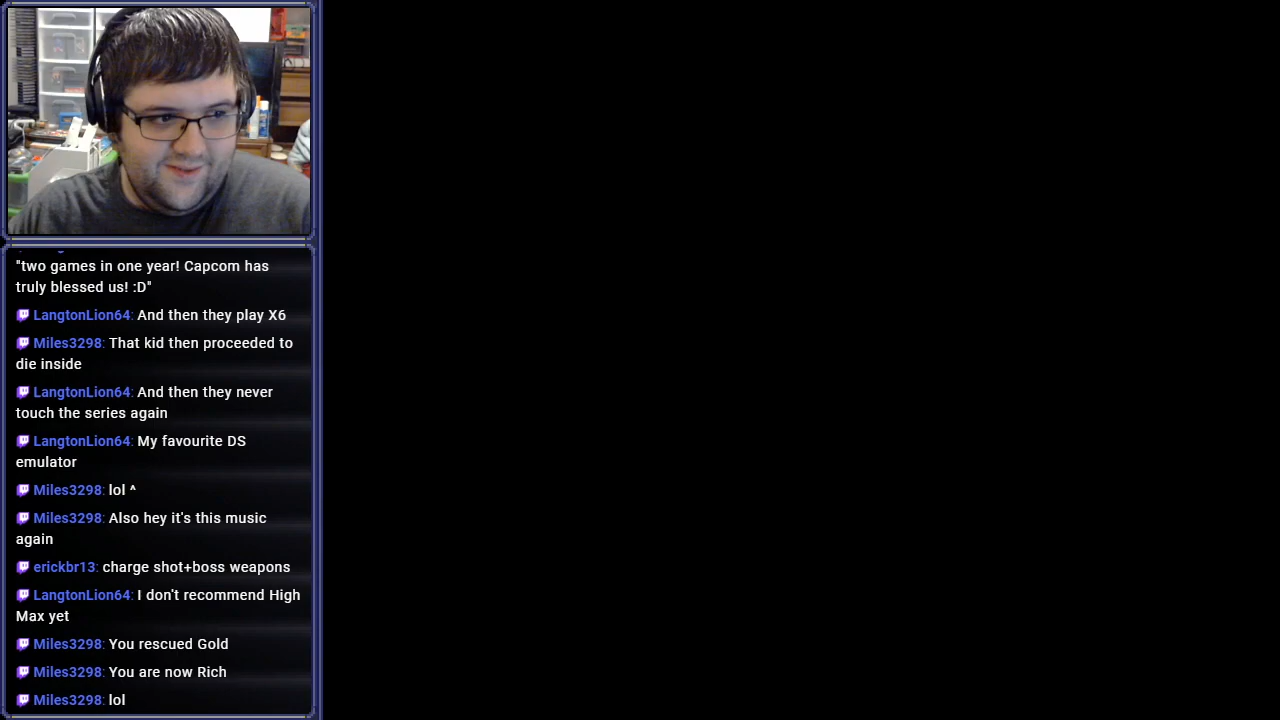 "two games in one year! Capcom has
truly blessed us! :D"
LangtonLion64: And then they play X6
Miles3298: That kid then proceeded to
die inside
LangtonLion64: And then they never
touch the series again
LangtonLion64: My favourite DS
emulator
Miles3298: lol ^
Miles3298: Also hey it's this music
again
erickbr13: charge shot+boss weapons
LangtonLion64: I don't recommend High
Max yet
Miles3298: You rescued Gold
Miles3298: You are now Rich
Miles3298: lol